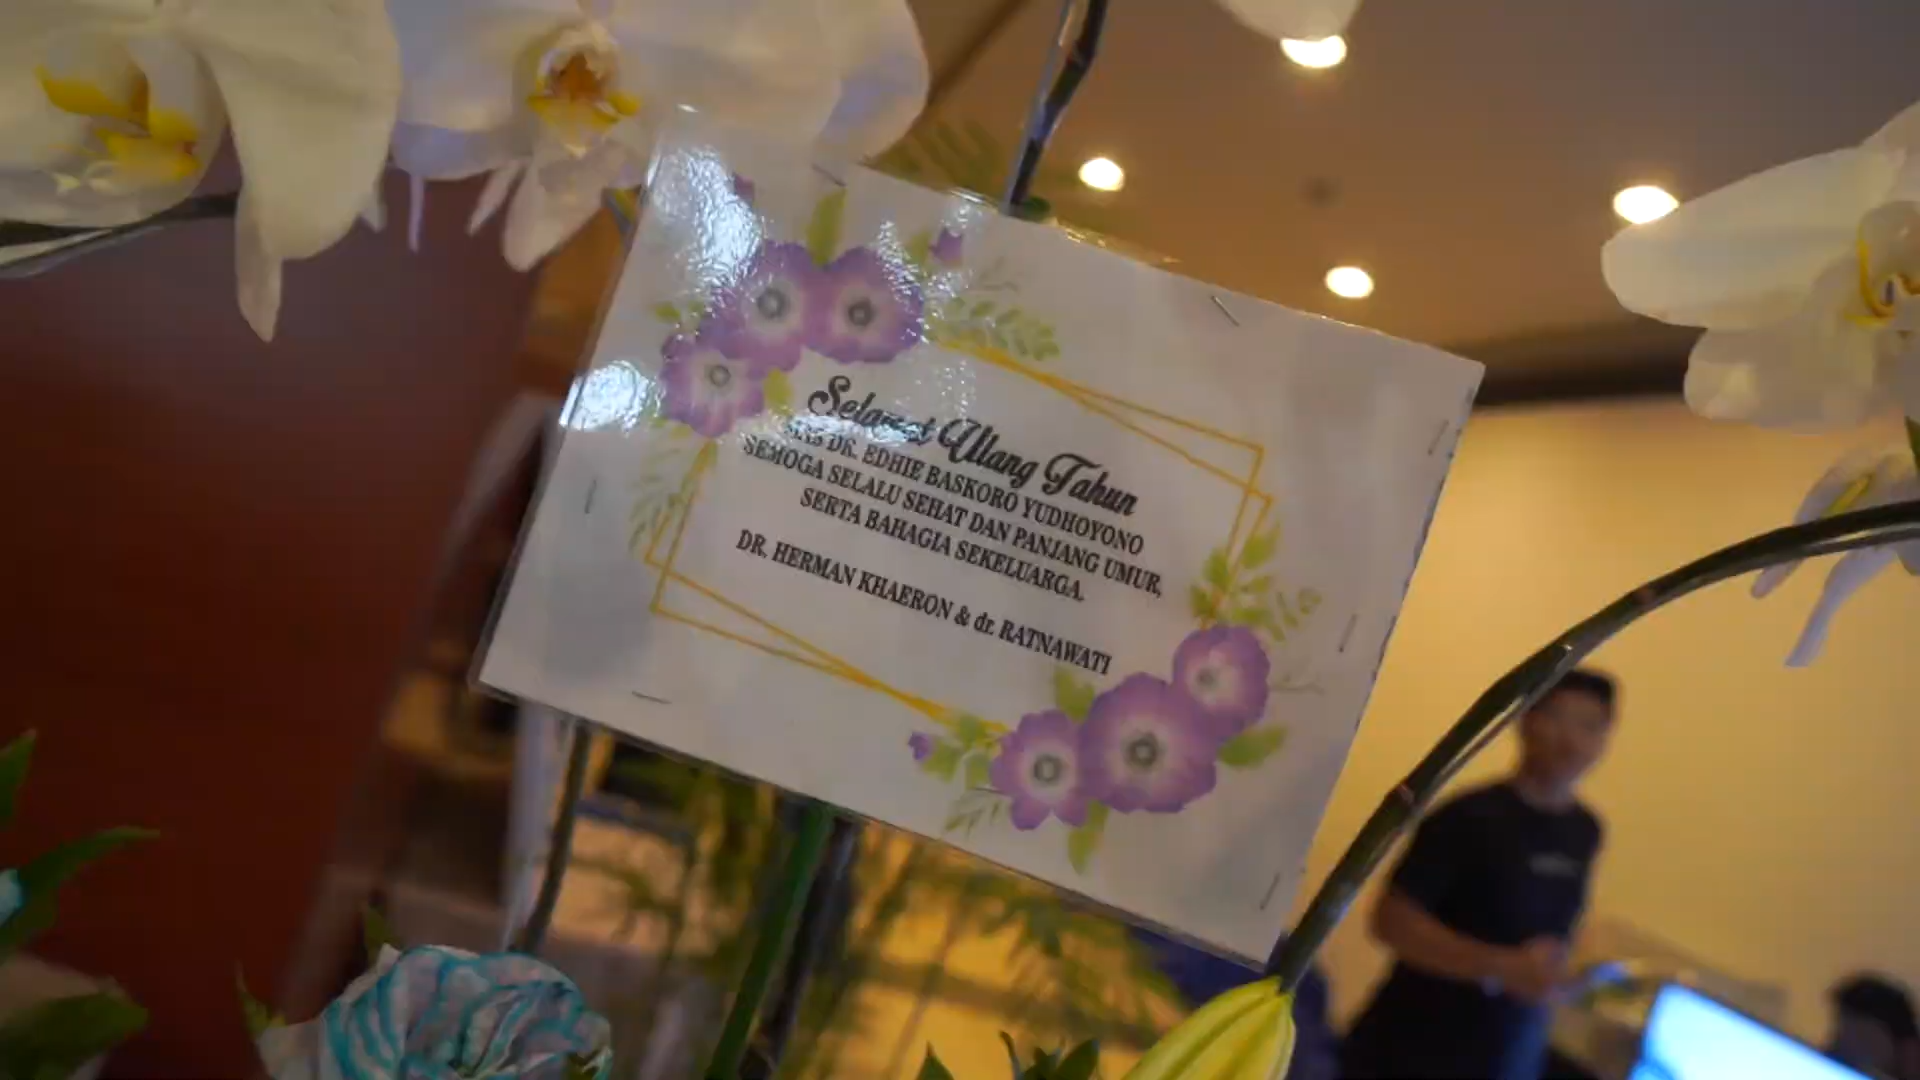 Selamat Ulang Tahun
MAS DR. EDHIE BASKORO YUDHOYONO
SEMOGA SELALU SEHAT DAN PANJANG UMUR,
SERTA BAHAGIA SEKELUARGA.
DR. HERMAN KHAERON & dr. RATNAWATI